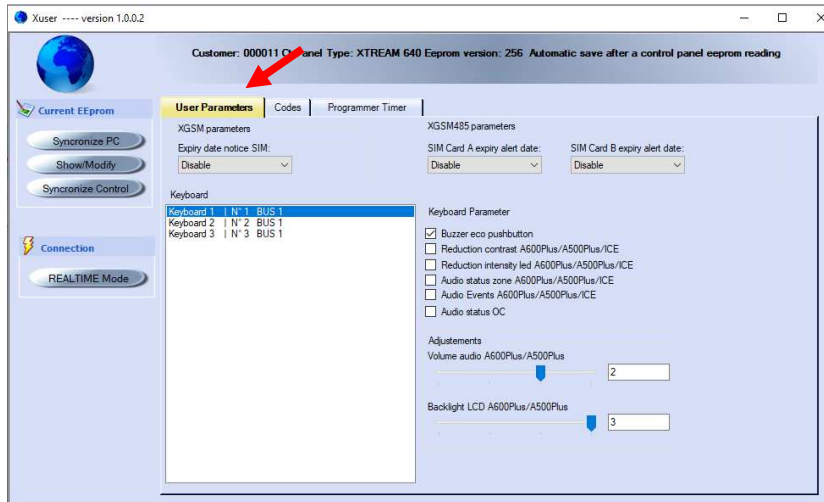 Xuser ---- version 1.0.0.2
Customer: 000011 Panel Type: XTREAM 640 Eeprom version: 256 Automatic save after a control panel eeprom reading
Current EEprom
Syncronize PC
Show/Modify
Syncronize Control
Connection
REALTIME Mode
User Parameters Codes Programmer Timer
XGSM parameters
Expiry date notice SIM:
Disable
Keyboard
Keyboard 1 | N° 1 BUS 1
Keyboard 2 | N° 2 BUS 1
Keyboard 3 | N° 3 BUS 1
XGSM485 parameters
SIM Card A expiry alert date: SIM Card B expiry alert date:
Disable Disable
Keyboard Parameter
Buzzer eco pushbutton
Reduction contrast A600Plus/A500Plus/ICE
Reduction intensity led A600Plus/A500Plus/ICE
Audio status zone A600Plus/A500Plus/ICE
Audio Events A600Plus/A500Plus/ICE
Audio status OC
Adjustements
Volume audio A600Plus/A500Plus
2
Backlight LCD A600Plus/A500Plus
3